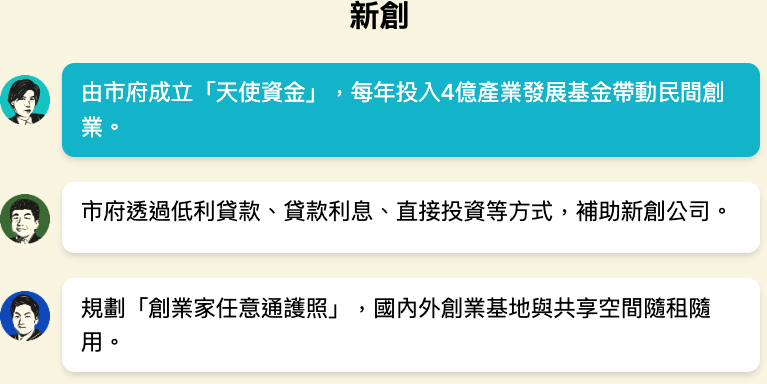 新創
由市府成立「天使資金」，每年投入4億產業發展基金帶動民間創
業。
市府透過低利貸款、貸款利息、直接投資等方式，補助新創公司。
規劃「創業家任意通護照」，國內外創業基地與共享空間隨租隨
用。